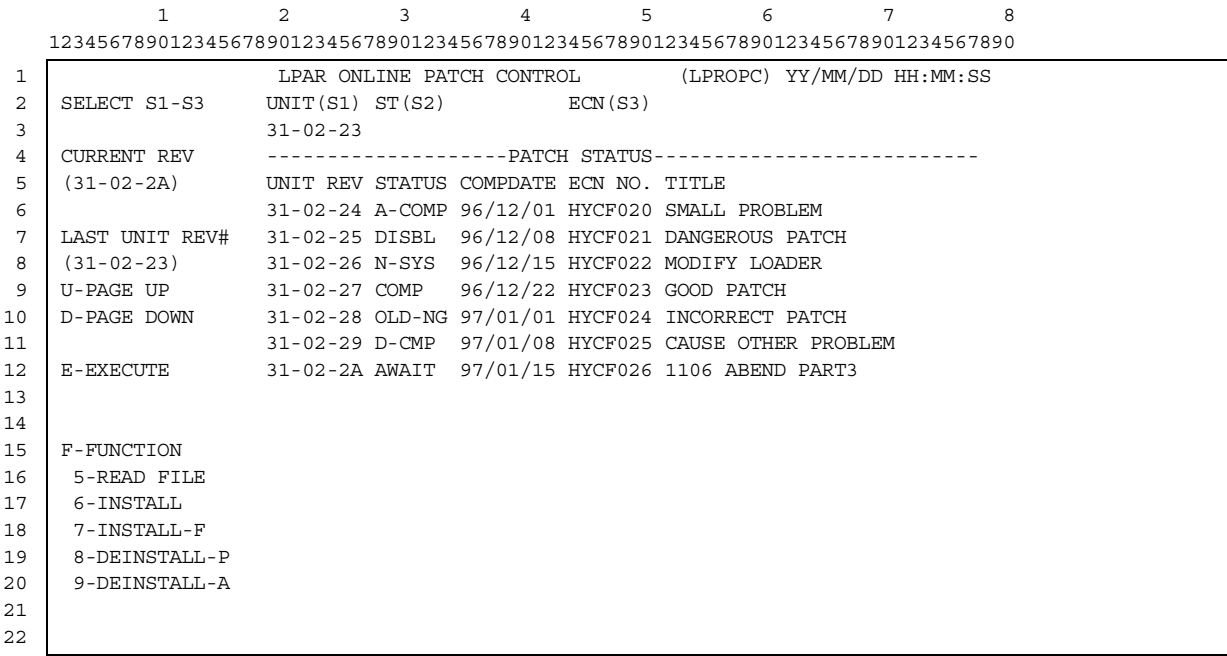 1 2 3 4 5 6 7 8
12345678901234567890123456789012345678901234567890123456789012345678901234567890
1 LPAR ONLINE PATCH CONTROL (LPROPC) YY/MM/DD HH:MM:SS
2 SELECT S1-S3 UNIT(S1) ST(S2) ECN(S3)
3 31-02-23
4 CURRENT REV --------------------PATCH STATUS---------------------------
5 (31-02-2A) UNIT REV STATUS COMPDATE ECN NO. TITLE
6 31-02-24 A-COMP 96/12/01 HYCF020 SMALL PROBLEM
7 LAST UNIT REV# 31-02-25 DISBL 96/12/08 HYCF021 DANGEROUS PATCH
8 (31-02-23) 31-02-26 N-SYS 96/12/15 HYCF022 MODIFY LOADER
9 U-PAGE UP 31-02-27 COMP 96/12/22 HYCF023 GOOD PATCH
10 D-PAGE DOWN 31-02-28 OLD-NG 97/01/01 HYCF024 INCORRECT PATCH
11 31-02-29 D-CMP 97/01/08 HYCF025 CAUSE OTHER PROBLEM
12 E-EXECUTE 31-02-2A AWAIT 97/01/15 HYCF026 1106 ABEND PART3
13
14
15 F-FUNCTION
16 5-READ FILE
17 6-INSTALL
18 7-INSTALL-F
19 8-DEINSTALL-P
20 9-DEINSTALL-A
21
22